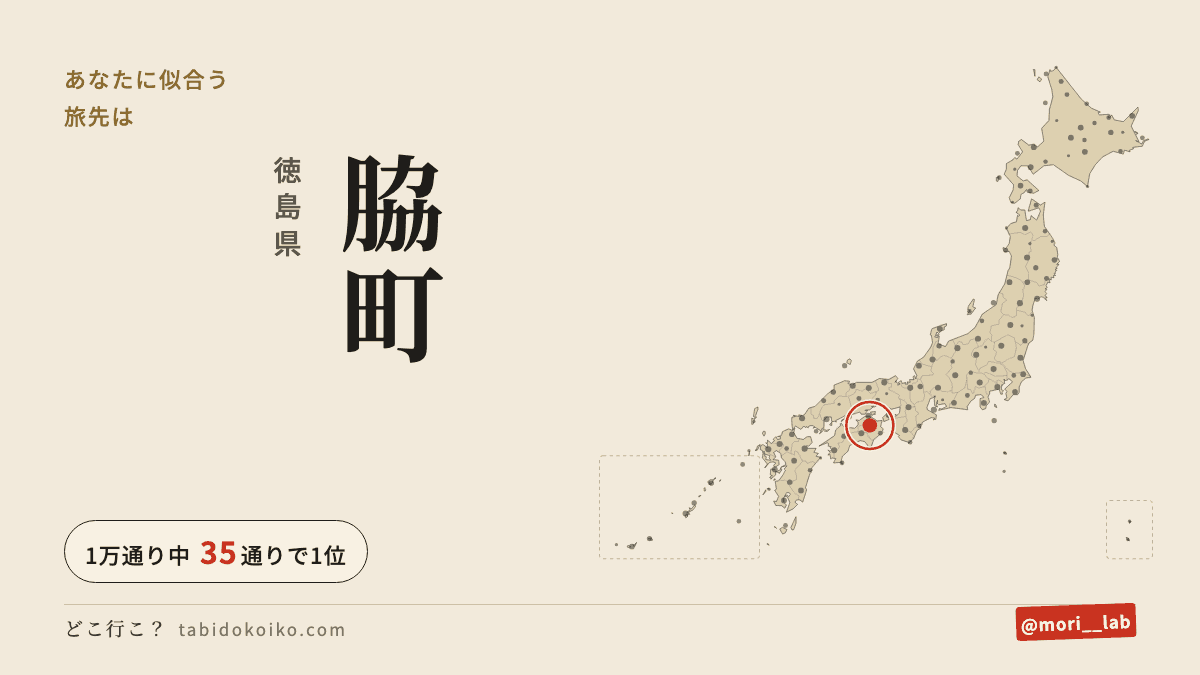 あなたに似合う
旅先は
脇町
徳島県
1万通り中 35通りで1位
どこ行こ？ tabidokoiko.com
@mori__lab